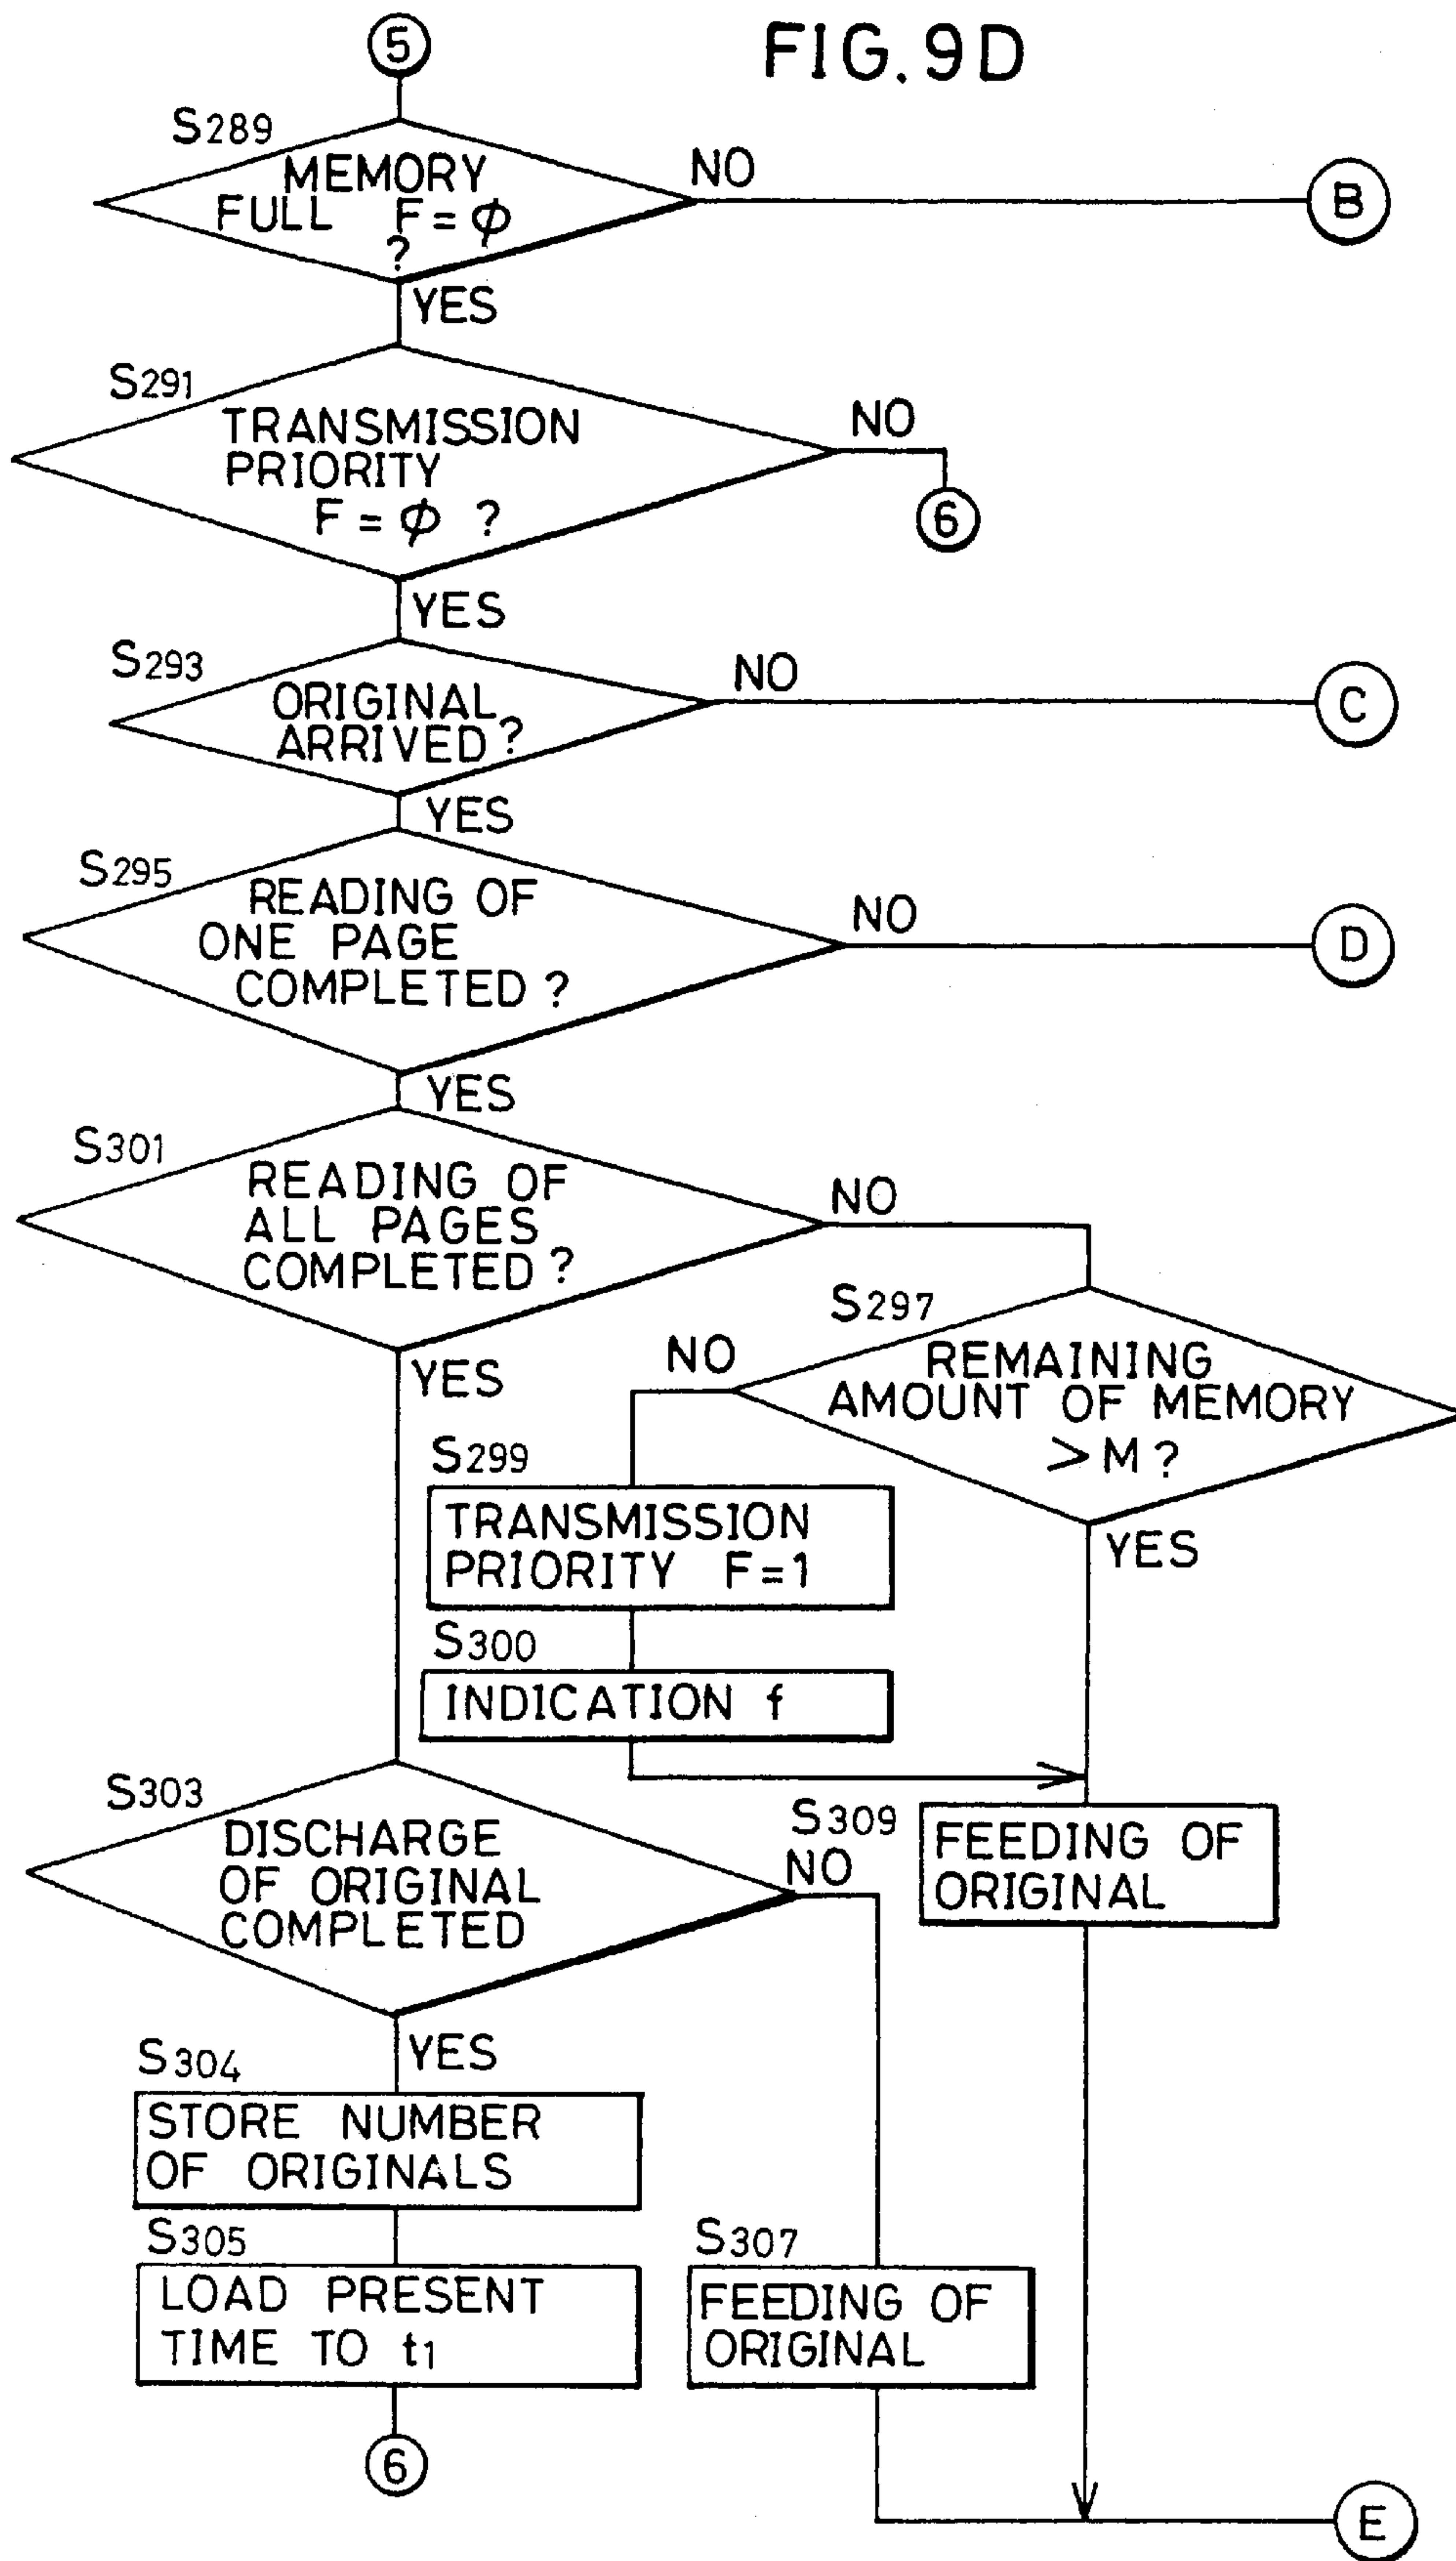 FIG. 9D
5
S289
MEMORY
FULL F=ϕ
?
NO
B
YES
S291
TRANSMISSION
PRIORITY
F=ϕ ?
NO
6
YES
S293
ORIGINAL
ARRIVED?
NO
C
YES
S295
READING OF
ONE PAGE
COMPLETED?
NO
D
YES
S301
READING OF
ALL PAGES
COMPLETED?
NO
YES
S297
REMAINING
AMOUNT OF MEMORY
>M?
NO
YES
S299
TRANSMISSION
PRIORITY F=1
S300
INDICATION f
S303
DISCHARGE
OF ORIGINAL
COMPLETED
NO
YES
S309
FEEDING OF
ORIGINAL
S304
STORE NUMBER
OF ORIGINALS
S305
LOAD PRESENT
TIME TO t1
6
S307
FEEDING OF
ORIGINAL
E